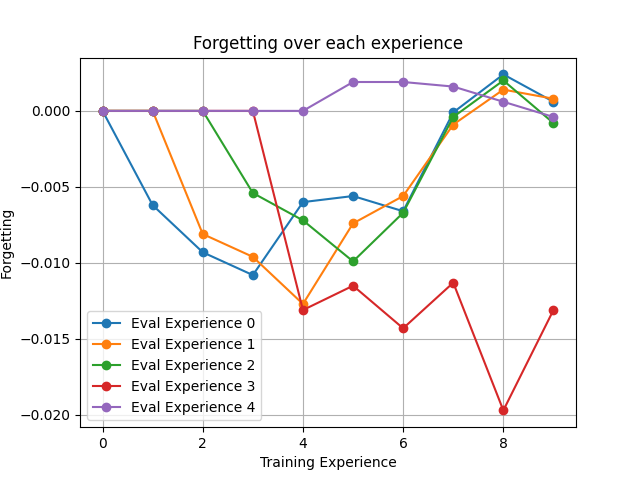 Forgetting over each experience
0.000
−0.005
−0.010
−0.015
−0.020
Forgetting
Eval Experience 0
Eval Experience 1
Eval Experience 2
Eval Experience 3
Eval Experience 4
0 2 4 6 8
Training Experience